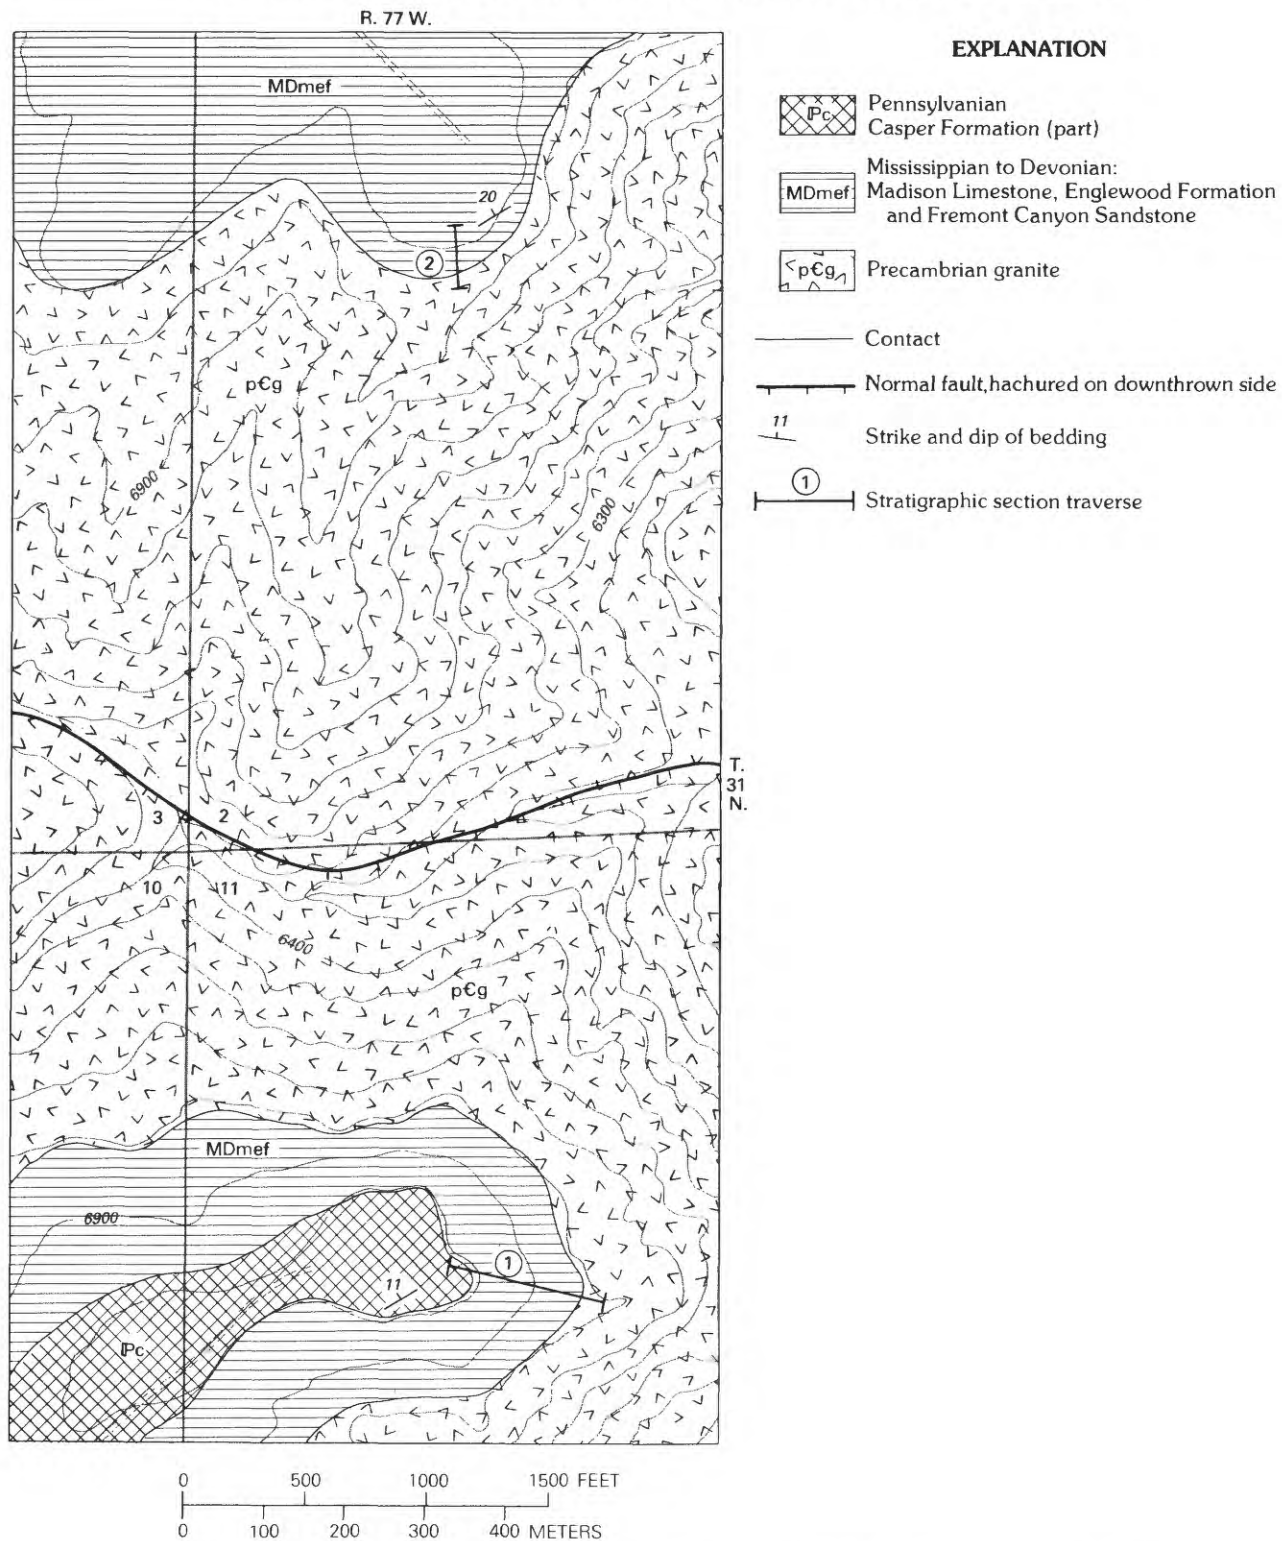 R. 77 W.
MDmef
20
2
p€g
6900
6300
T.
31
N.
3 2
10 11
6400
p€g
MDmef
6900
1
11
ℙc
0 500 1000 1500 FEET
0 100 200 300 400 METERS
EXPLANATION
ℙc
Pennsylvanian
Casper Formation (part)
MDmef
Mississippian to Devonian:
Madison Limestone, Englewood Formation
and Fremont Canyon Sandstone
p€g
Precambrian granite
Contact
Normal fault, hachured on downthrown side
11
Strike and dip of bedding
1
Stratigraphic section traverse